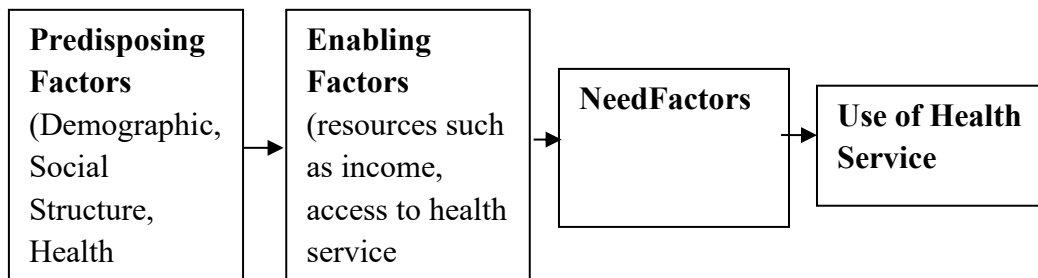 Predisposing
Factors
(Demographic,
Social
Structure,
Health
Enabling
Factors
(resources such
as income,
access to health
service
NeedFactors
Use of Health
Service